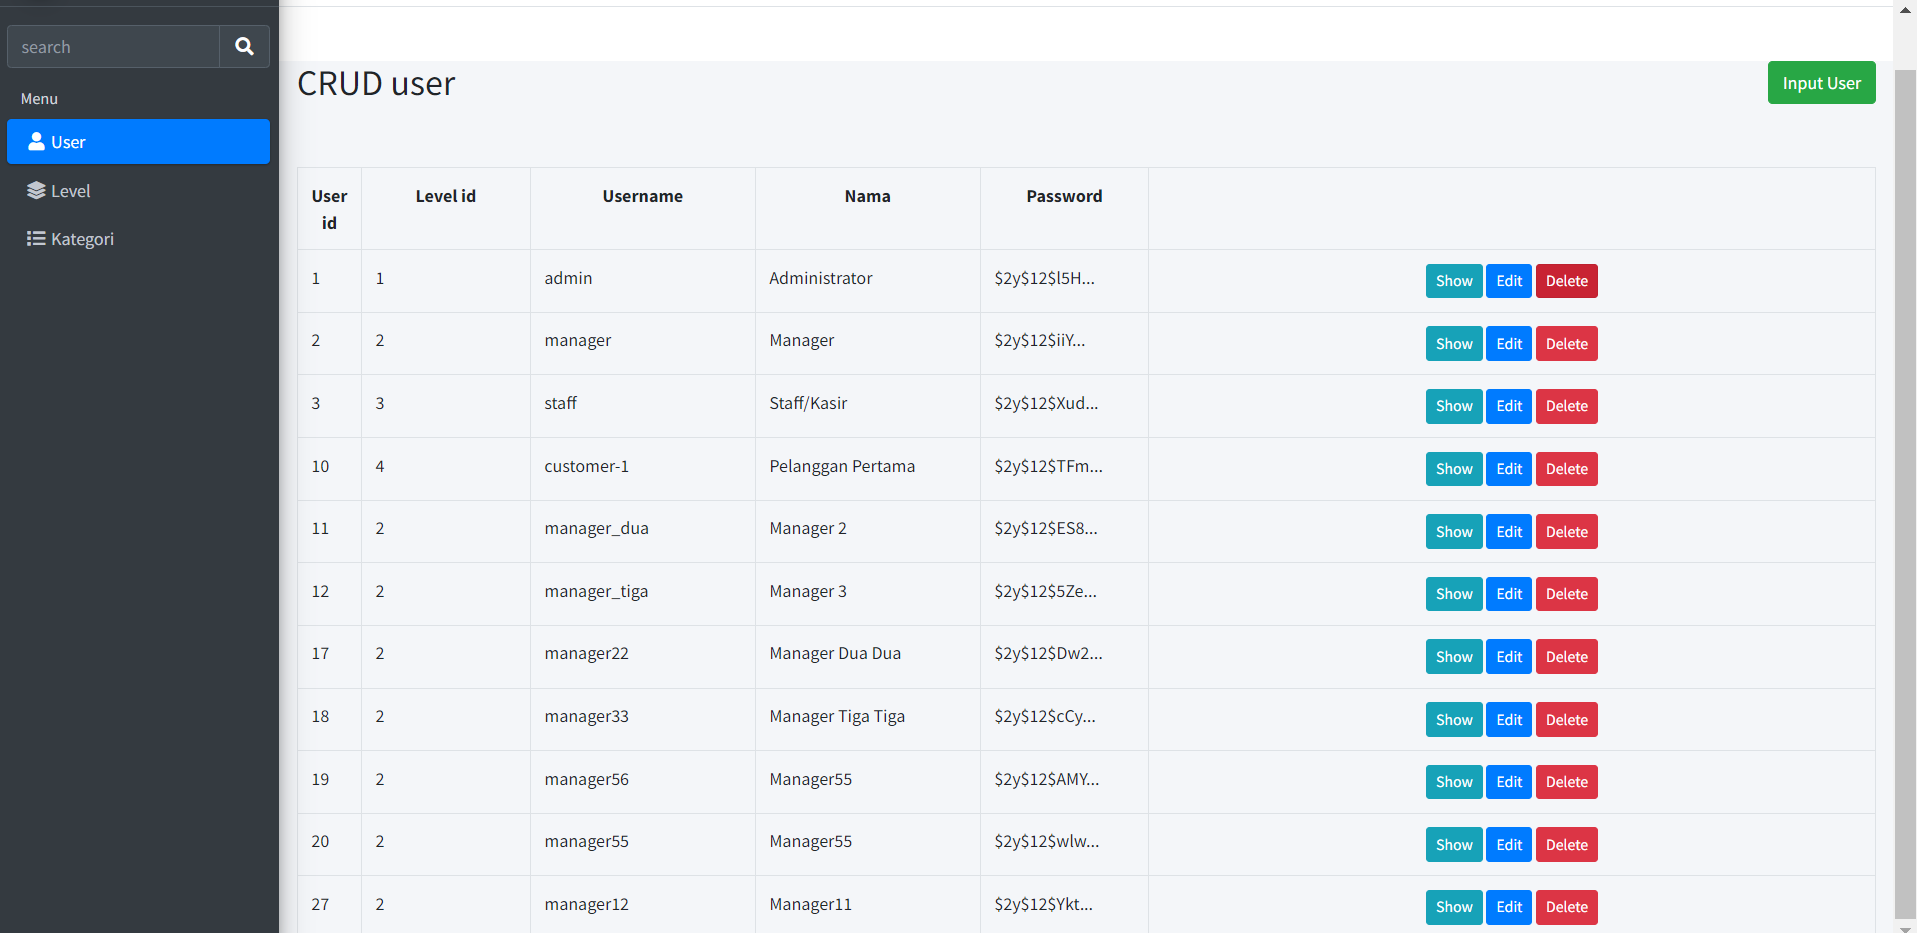 search
Menu
User
Level
Kategori
CRUD user
Input User
User id Level id Username Nama Password
1 1 admin Administrator $2y$12$l5H... Show Edit Delete
2 2 manager Manager $2y$12$iiY... Show Edit Delete
3 3 staff Staff/Kasir $2y$12$Xud... Show Edit Delete
10 4 customer-1 Pelanggan Pertama $2y$12$TFm... Show Edit Delete
11 2 manager_dua Manager 2 $2y$12$ES8... Show Edit Delete
12 2 manager_tiga Manager 3 $2y$12$5Ze... Show Edit Delete
17 2 manager22 Manager Dua Dua $2y$12$Dw2... Show Edit Delete
18 2 manager33 Manager Tiga Tiga $2y$12$cCy... Show Edit Delete
19 2 manager56 Manager55 $2y$12$AMY... Show Edit Delete
20 2 manager55 Manager55 $2y$12$wlw... Show Edit Delete
27 2 manager12 Manager11 $2y$12$Ykt... Show Edit Delete